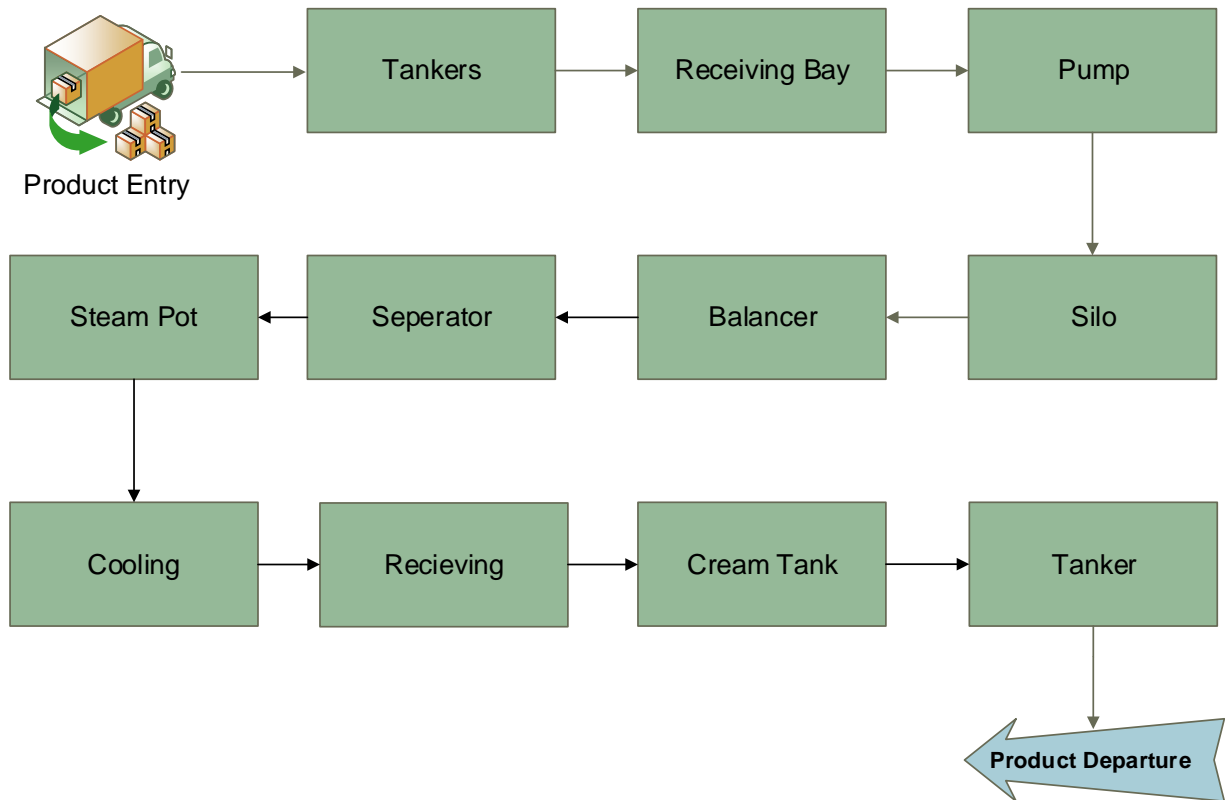 Product Entry
Tankers
Receiving Bay
Pump
Steam Pot
Seperator
Balancer
Silo
Cooling
Recieving
Cream Tank
Tanker
Product Departure